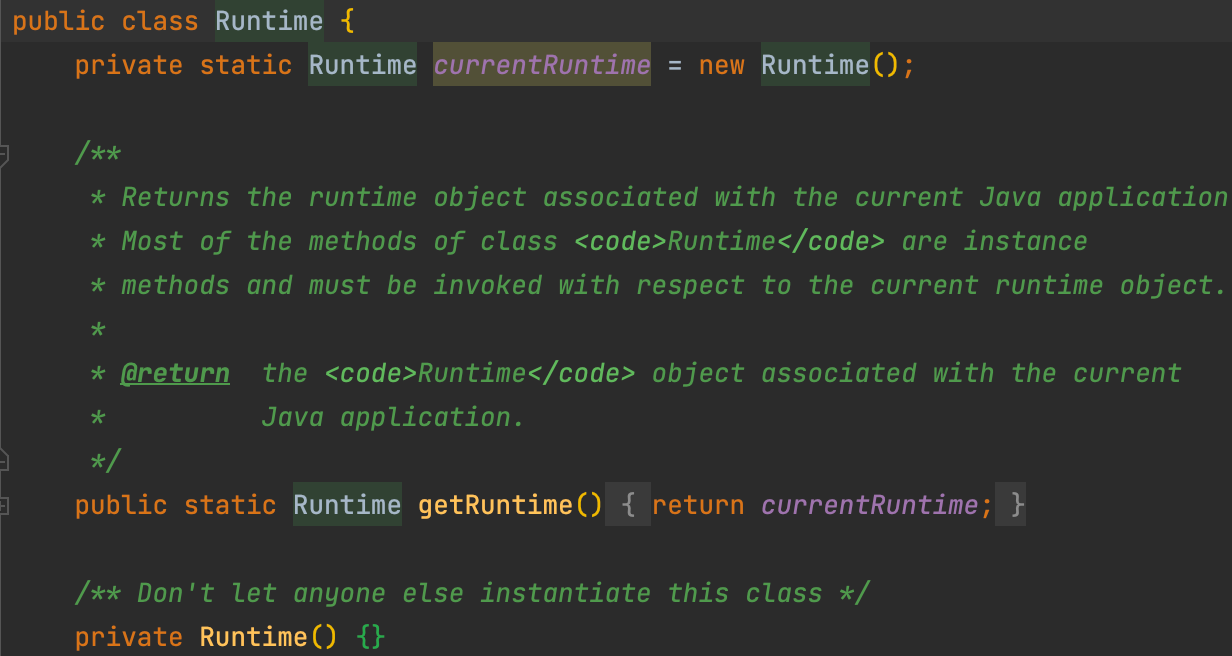 public class Runtime {
    private static Runtime currentRuntime = new Runtime();

    /**
     * Returns the runtime object associated with the current Java application
     * Most of the methods of class <code>Runtime</code> are instance
     * methods and must be invoked with respect to the current runtime object.
     *
     * @return  the <code>Runtime</code> object associated with the current
     *          Java application.
     */
    public static Runtime getRuntime() { return currentRuntime; }

    /** Don't let anyone else instantiate this class */
    private Runtime() {}